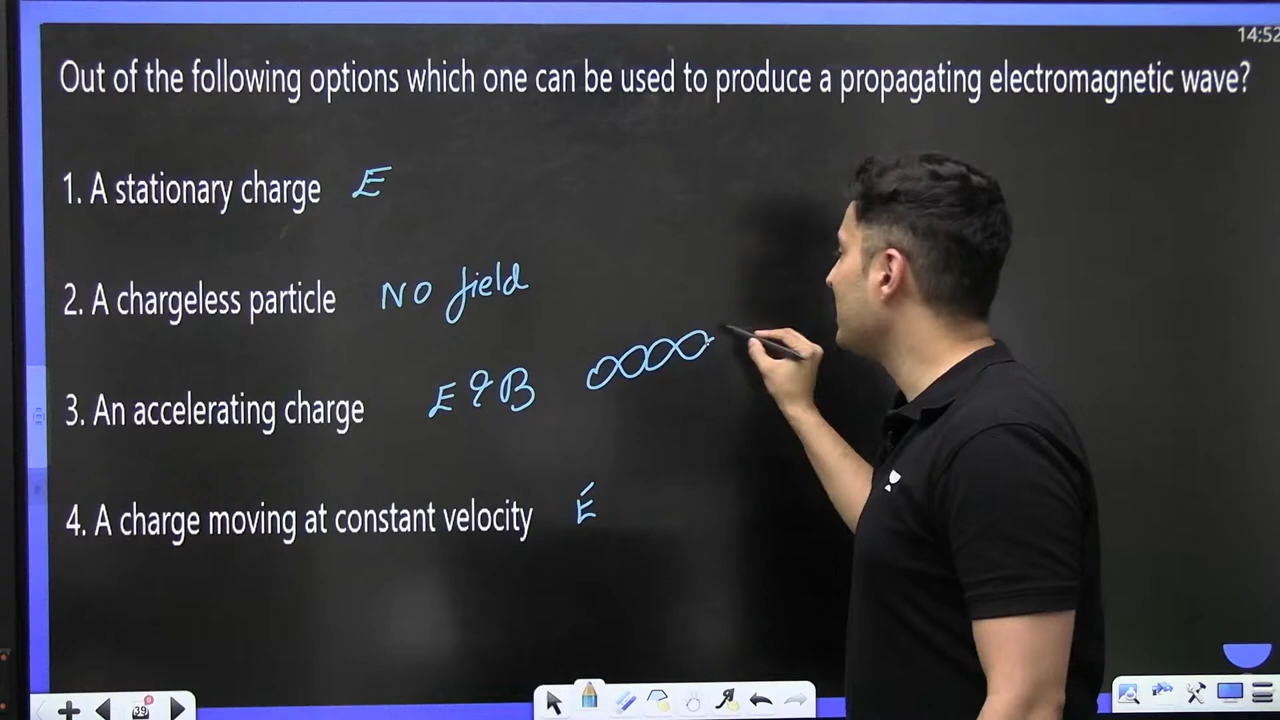 14:52
Out of the following options which one can be used to produce a propagating electromagnetic wave?
1. A stationary charge E
2. A chargeless particle NO field
3. An accelerating charge E & B
4. A charge moving at constant velocity E
39